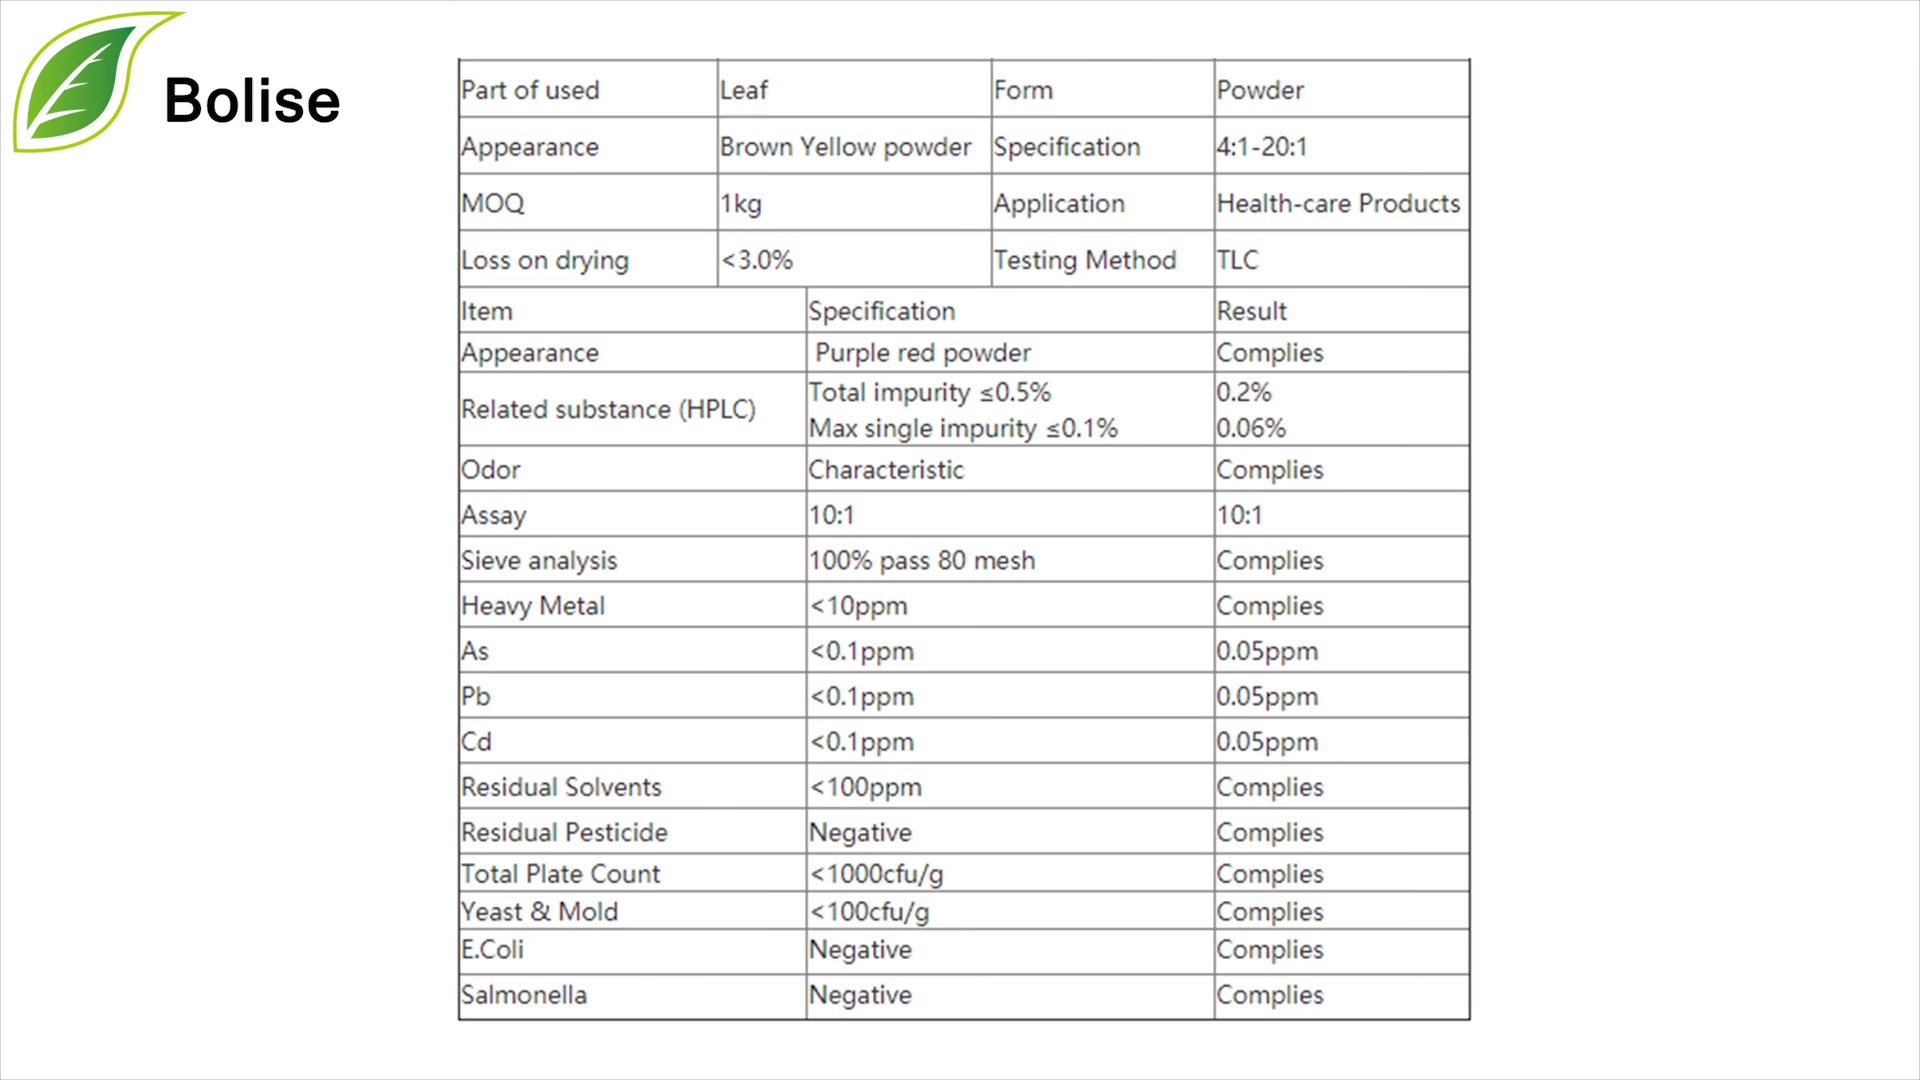 Bolise
Part of used Leaf Form Powder
Appearance Brown Yellow powder Specification 4:1-20:1
MOQ 1kg Application Health-care Products
Loss on drying <3.0% Testing Method TLC
Item Specification Result
Appearance Purple red powder Complies
Related substance (HPLC) Total impurity ≤0.5% 0.2%
Max single impurity ≤0.1% 0.06%
Odor Characteristic Complies
Assay 10:1 10:1
Sieve analysis 100% pass 80 mesh Complies
Heavy Metal <10ppm Complies
As <0.1ppm 0.05ppm
Pb <0.1ppm 0.05ppm
Cd <0.1ppm 0.05ppm
Residual Solvents <100ppm Complies
Residual Pesticide Negative Complies
Total Plate Count <1000cfu/g Complies
Yeast & Mold <100cfu/g Complies
E.Coli Negative Complies
Salmonella Negative Complies